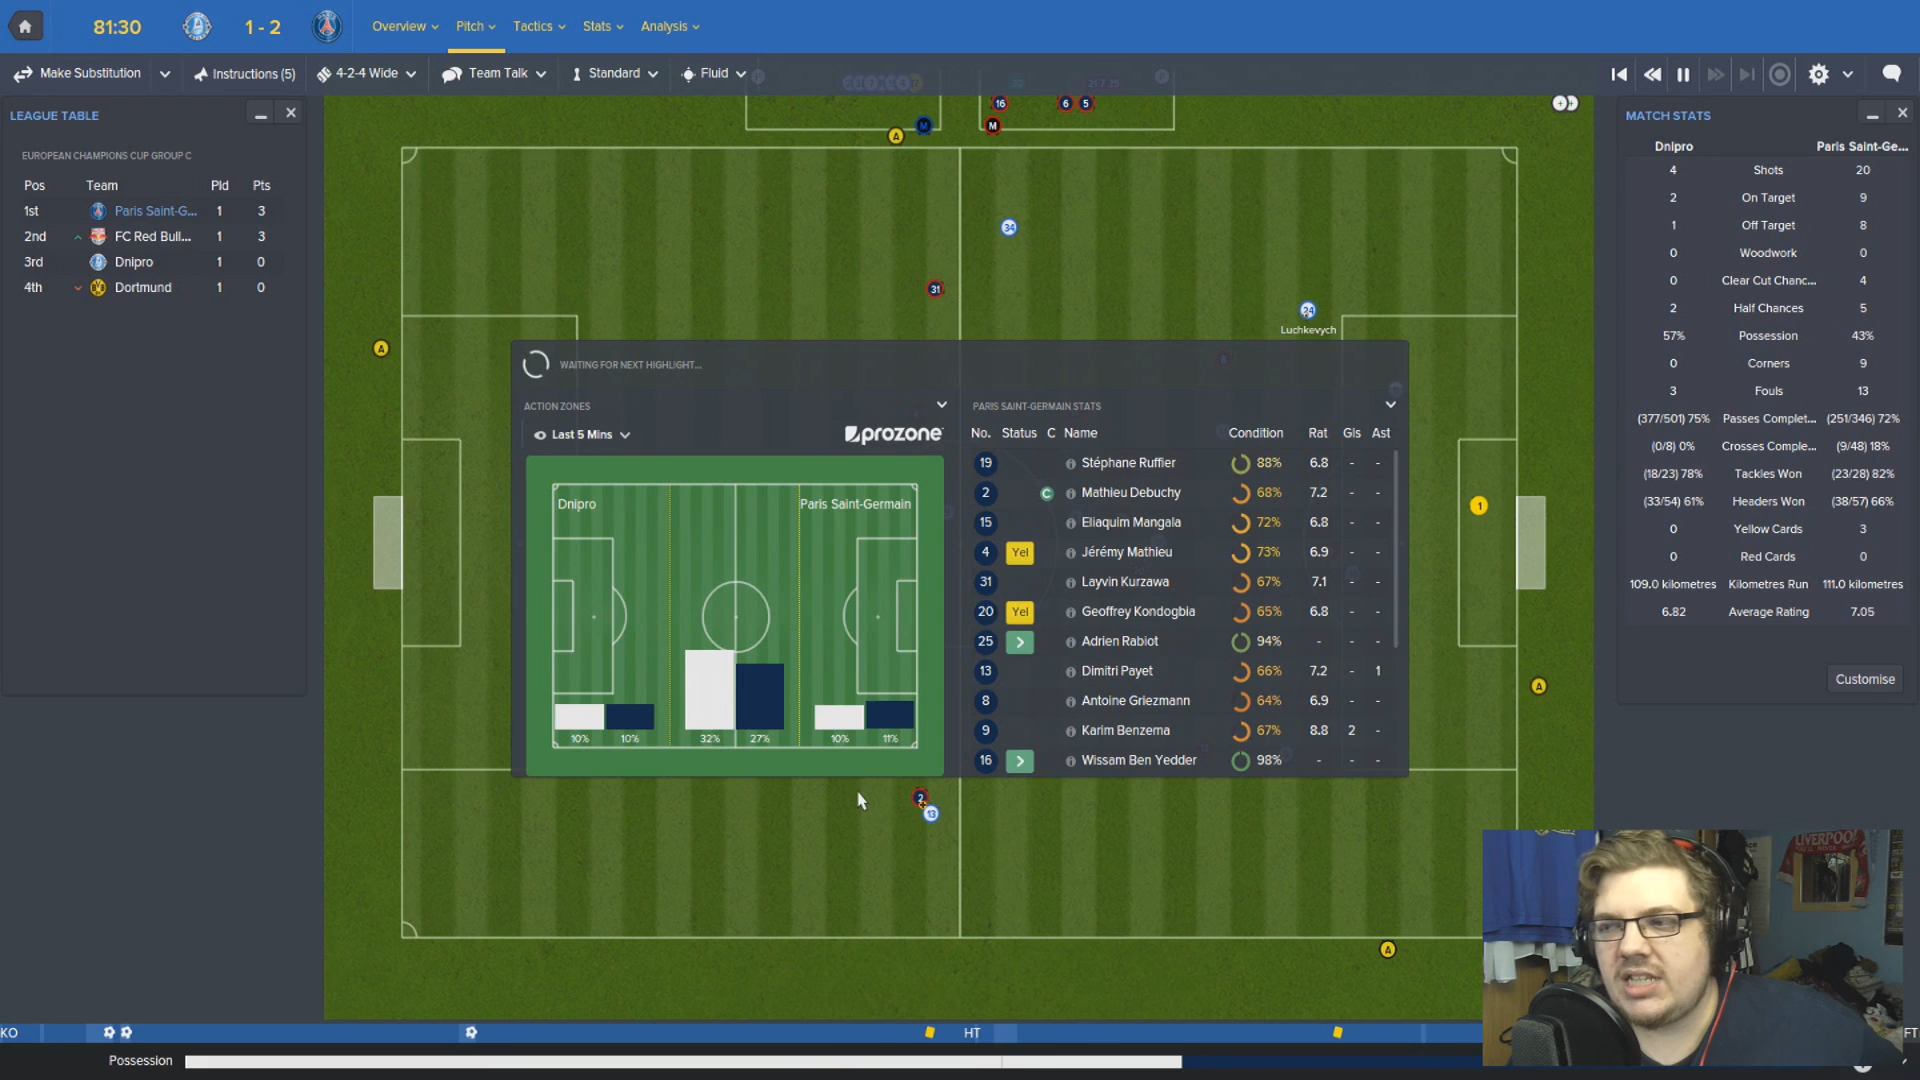 81:30 1 - 2 Overview Pitch Tactics Stats Analysis
Make Substitution Instructions (5) 4-2-4 Wide Team Talk Standard Fluid
LEAGUE TABLE
EUROPEAN CHAMPIONS CUP GROUP C
Pos Team Pld Pts
1st Paris Saint-G... 1 3
2nd FC Red Bull... 1 3
3rd Dnipro 1 0
4th Dortmund 1 0
16 6 5
M M
A
34
31
24
Luchkevych
A
1
A
2
13
A
WAITING FOR NEXT HIGHLIGHT...
ACTION ZONES
Last 5 Mins prozone
Dnipro Paris Saint-Germain
10% 10% 32% 27% 10% 11%
PARIS SAINT-GERMAIN STATS
No. Status C Name Condition Rat Gls Ast
19 Stéphane Ruffier 88% 6.8 - -
2 C Mathieu Debuchy 68% 7.2 - -
15 Eliaquim Mangala 72% 6.8 - -
4 Yel Jérémy Mathieu 73% 6.9 - -
31 Layvin Kurzawa 67% 7.1 - -
20 Yel Geoffrey Kondogbia 65% 6.8 - -
25 Adrien Rabiot 94% - - -
13 Dimitri Payet 66% 7.2 - 1
8 Antoine Griezmann 64% 6.9 - -
9 Karim Benzema 67% 8.8 2 -
16 Wissam Ben Yedder 98% - - -
MATCH STATS
Dnipro Paris Saint-Ge...
4 Shots 20
2 On Target 9
1 Off Target 8
0 Woodwork 0
0 Clear Cut Chanc... 4
2 Half Chances 5
57% Possession 43%
0 Corners 9
3 Fouls 13
(377/501) 75% Passes Complet... (251/346) 72%
(0/8) 0% Crosses Comple... (9/48) 18%
(18/23) 78% Tackles Won (23/28) 82%
(33/54) 61% Headers Won (38/57) 66%
0 Yellow Cards 3
0 Red Cards 0
109.0 kilometres Kilometres Run 111.0 kilometres
6.82 Average Rating 7.05
Customise
LIVERPOOL
KO HT FT
Possession